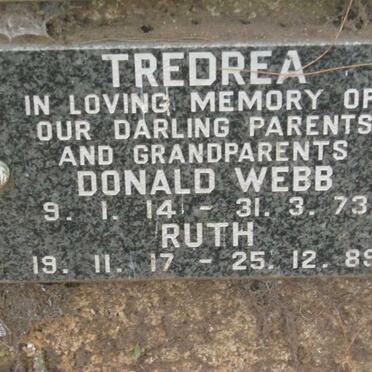 TREDREA
IN LOVING MEMORY OF
OUR DARLING PARENTS
AND GRANDPARENTS
DONALD WEBB
9. 1. 14 - 31. 3. 73
RUTH
19. 11. 17 - 25. 12. 89